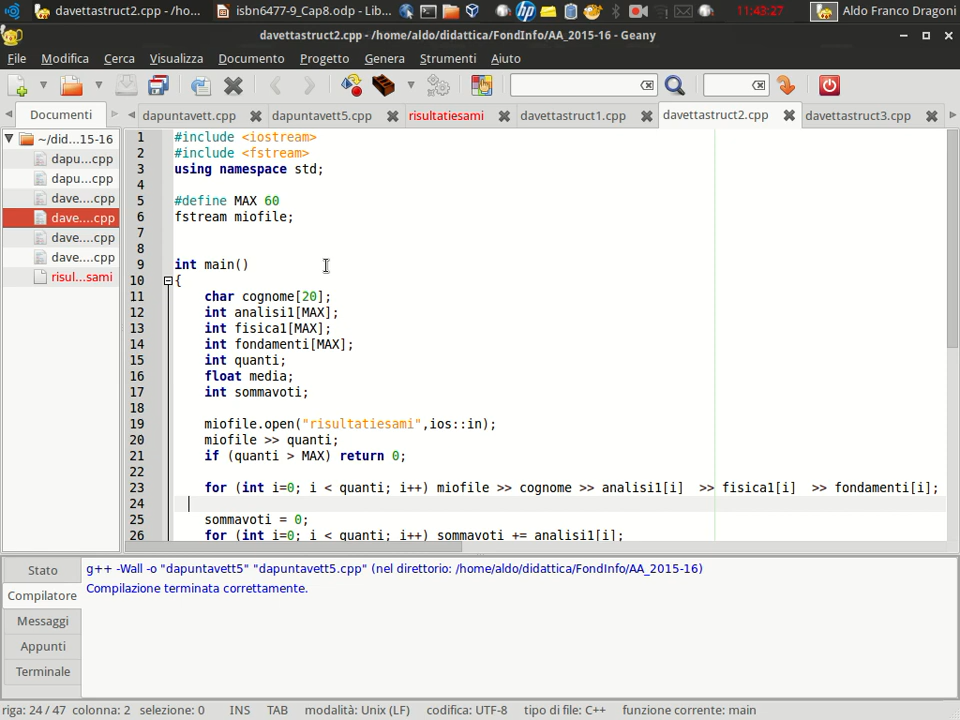 davettastruct2.cpp - /ho...
isbn6477-9_Cap8.odp - Lib...
11:43:27
Aldo Franco Dragoni
davettastruct2.cpp - /home/aldo/didattica/FondInfo/AA_2015-16 - Geany
File Modifica Cerca Visualizza Documento Progetto Genera Strumenti Aiuto
Documenti
dapuntavett.cpp dapuntavett5.cpp risultatiesami davettastruct1.cpp davettastruct2.cpp davettastruct3.cpp
~/did...15-16
dapu...cpp
dapu...cpp
dave....cpp
dave....cpp
dave....cpp
dave....cpp
risul...sami
1 #include <iostream>
2 #include <fstream>
3 using namespace std;
4
5 #define MAX 60
6 fstream miofile;
7
8
9 int main()
10 {
11 char cognome[20];
12 int analisi1[MAX];
13 int fisica1[MAX];
14 int fondamenti[MAX];
15 int quanti;
16 float media;
17 int sommavoti;
18
19 miofile.open("risultatiesami",ios::in);
20 miofile >> quanti;
21 if (quanti > MAX) return 0;
22
23 for (int i=0; i < quanti; i++) miofile >> cognome >> analisi1[i]  >> fisica1[i]  >> fondamenti[i];
24
25 sommavoti = 0;
26 for (int i=0; i < quanti; i++) sommavoti += analisi1[i];
Stato
Compilatore
Messaggi
Appunti
Terminale
g++ -Wall -o "dapuntavett5" "dapuntavett5.cpp" (nel direttorio: /home/aldo/didattica/FondInfo/AA_2015-16)
Compilazione terminata correttamente.
riga: 24 / 47 colonna: 2 selezione: 0 INS TAB modalità: Unix (LF) codifica: UTF-8 tipo di file: C++ funzione corrente: main